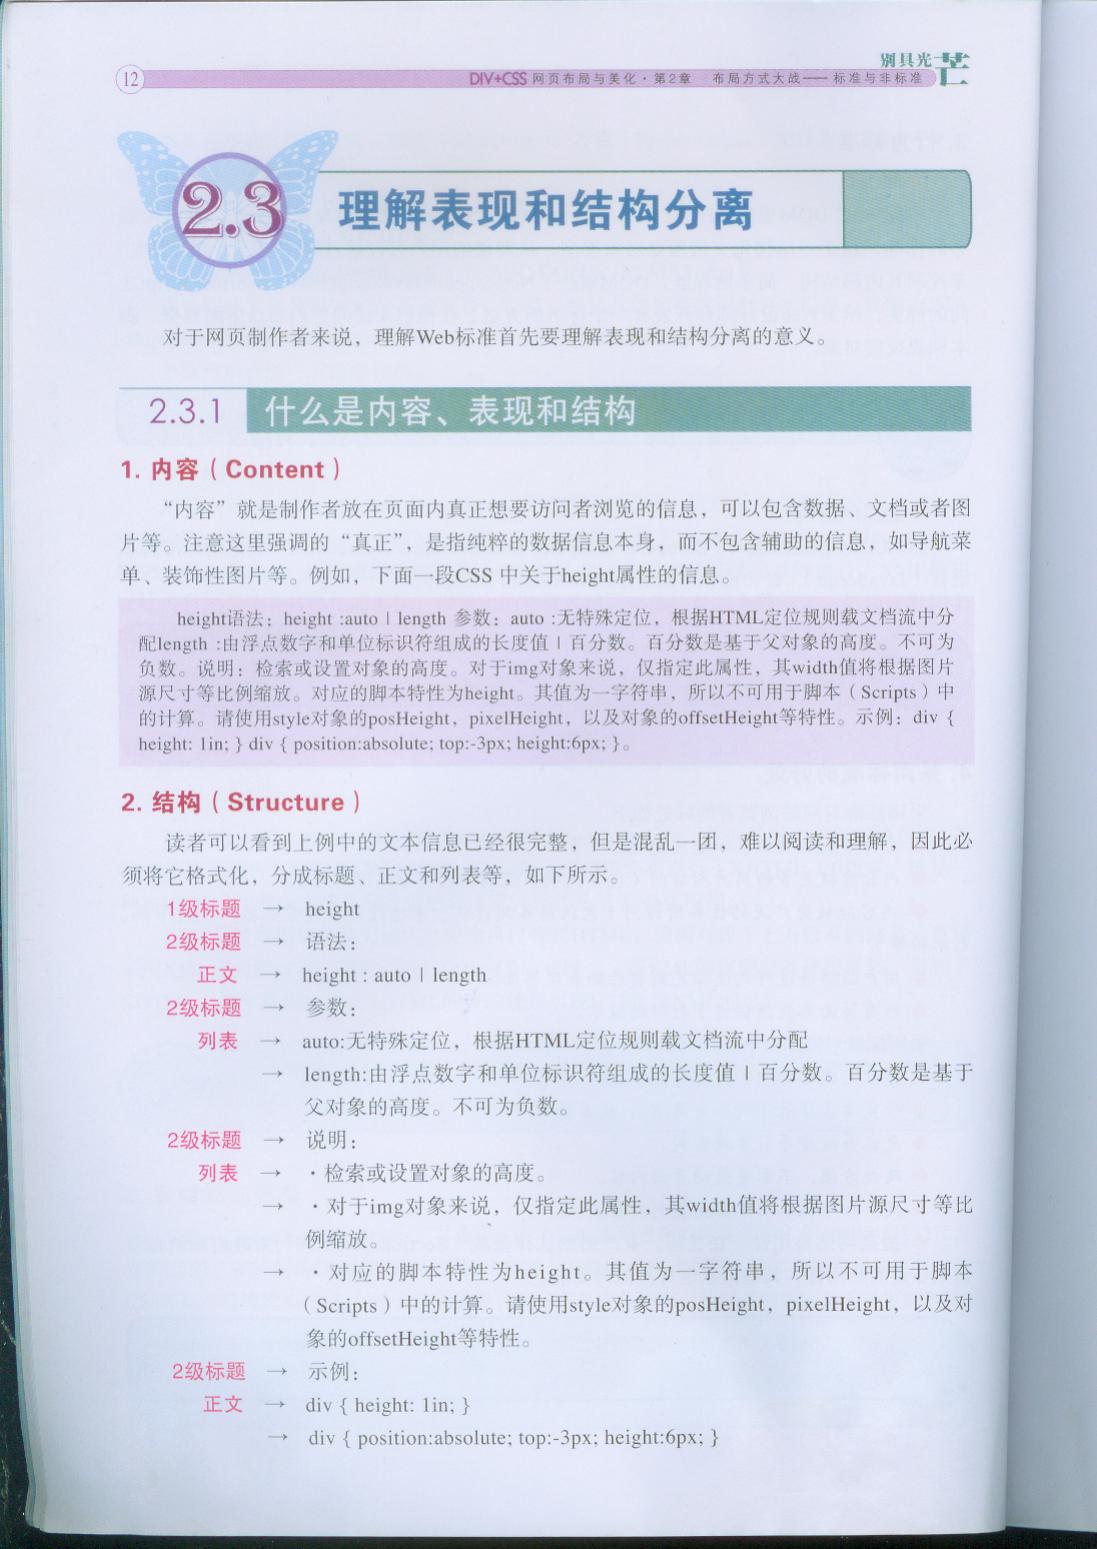 别具光芒
12
DIV+CSS 网页布局与美化·第2章 布局方式大战——标准与非标准
2.3 理解表现和结构分离
对于网页制作者来说，理解Web标准首先要理解表现和结构分离的意义。
2.3.1 什么是内容、表现和结构
1. 内容（Content）
“内容”就是制作者放在页面内真正想要访问者浏览的信息，可以包含数据、文档或者图
片等。注意这里强调的“真正”，是指纯粹的数据信息本身，而不包含辅助的信息，如导航菜
单、装饰性图片等。例如，下面一段CSS 中关于height属性的信息。
height语法：height :auto | length 参数：auto :无特殊定位，根据HTML定位规则载文档流中分
配length :由浮点数字和单位标识符组成的长度值 | 百分数。百分数是基于父对象的高度。不可为
负数。说明：检索或设置对象的高度。对于img对象来说，仅指定此属性，其width值将根据图片
源尺寸等比例缩放。对应的脚本特性为height。其值为一字符串，所以不可用于脚本（Scripts）中
的计算。请使用style对象的posHeight，pixelHeight，以及对象的offsetHeight等特性。示例：div {
height: 1in; } div { position:absolute; top:-3px; height:6px; }。
2. 结构（Structure）
读者可以看到上例中的文本信息已经很完整，但是混乱一团，难以阅读和理解，因此必
须将它格式化，分成标题、正文和列表等，如下所示。
1级标题 → height
2级标题 → 语法：
正文 → height : auto | length
2级标题 → 参数：
列表 → auto:无特殊定位，根据HTML定位规则载文档流中分配
→ length:由浮点数字和单位标识符组成的长度值 | 百分数。百分数是基于
父对象的高度。不可为负数。
2级标题 → 说明：
列表 → ·检索或设置对象的高度。
→ ·对于img对象来说，仅指定此属性，其width值将根据图片源尺寸等比
例缩放。
→ ·对应的脚本特性为height。其值为一字符串，所以不可用于脚本
（Scripts）中的计算。请使用style对象的posHeight，pixelHeight，以及对
象的offsetHeight等特性。
2级标题 → 示例：
正文 → div { height: 1in; }
→ div { position:absolute; top:-3px; height:6px; }